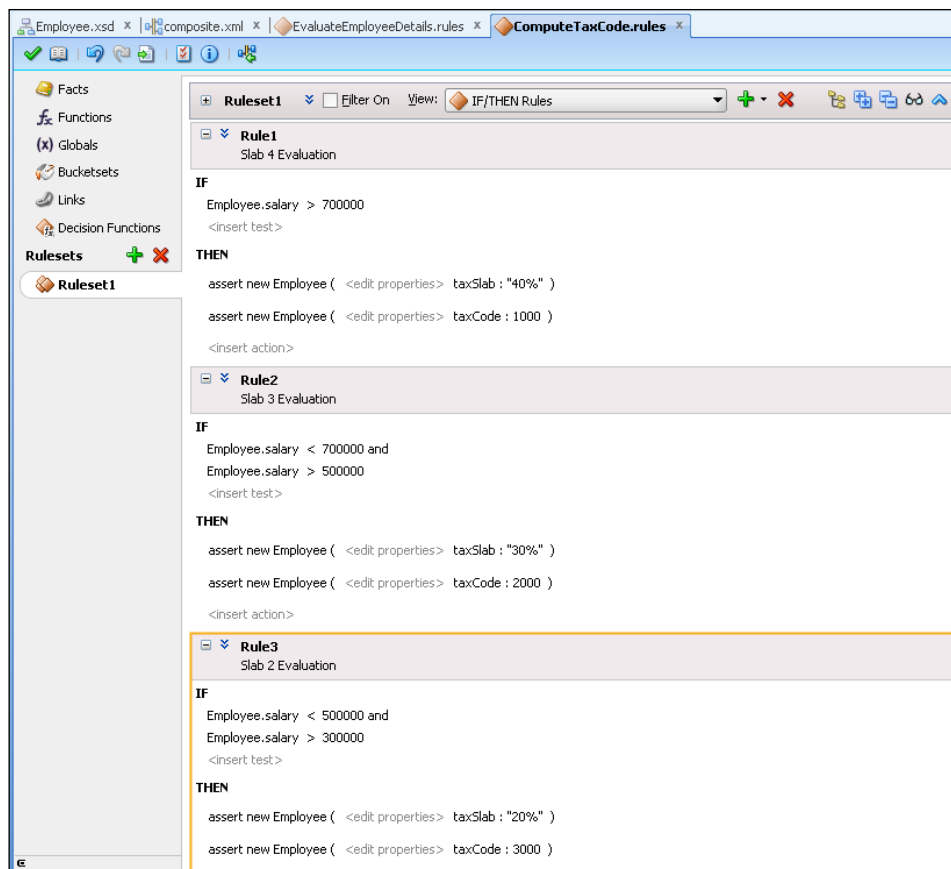 Employee.xsd x composite.xml x EvaluateEmployeeDetails.rules x ComputeTaxCode.rules x
Facts
Functions
(x) Globals
Bucketsets
Links
Decision Functions
Rulesets
Ruleset1
Ruleset1 Filter On View: IF/THEN Rules
Rule1
Slab 4 Evaluation
IF
Employee.salary > 700000
<insert test>
THEN
assert new Employee ( <edit properties> taxSlab : "40%" )
assert new Employee ( <edit properties> taxCode : 1000 )
<insert action>
Rule2
Slab 3 Evaluation
IF
Employee.salary < 700000 and
Employee.salary > 500000
<insert test>
THEN
assert new Employee ( <edit properties> taxSlab : "30%" )
assert new Employee ( <edit properties> taxCode : 2000 )
<insert action>
Rule3
Slab 2 Evaluation
IF
Employee.salary < 500000 and
Employee.salary > 300000
<insert test>
THEN
assert new Employee ( <edit properties> taxSlab : "20%" )
assert new Employee ( <edit properties> taxCode : 3000 )